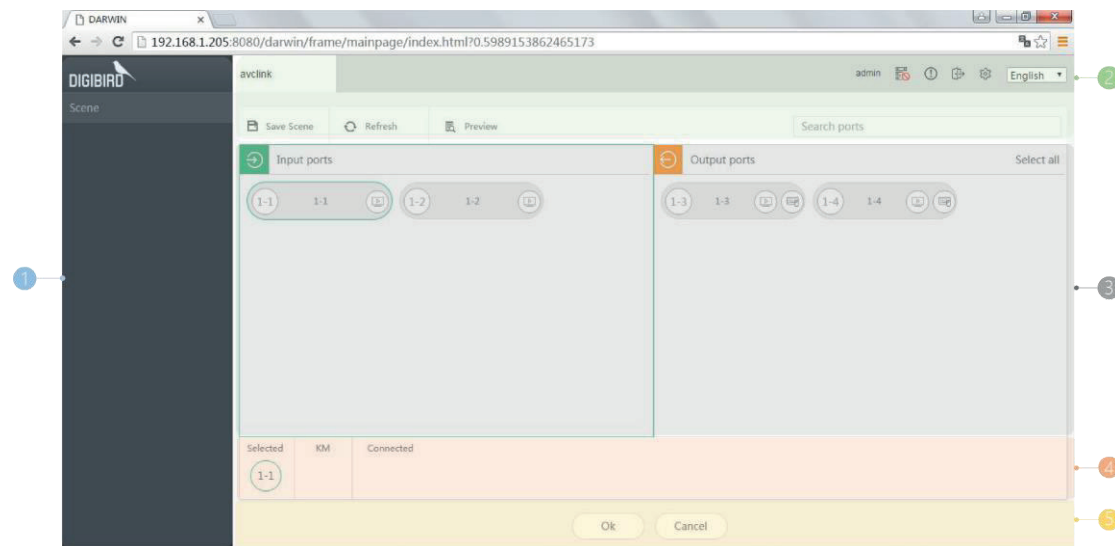 DARWIN
192.168.1.205:8080/darwin/frame/mainpage/index.html?0.5989153862465173
DIGIBIRD
avclink
admin
English
2
Scene
Save Scene
Refresh
Preview
Search ports
Input ports
Output ports
Select all
1-1 1-1
1-2 1-2
1-3 1-3
1-4 1-4
1
3
Selected
KM
Connected
1-1
4
Ok
Cancel
5